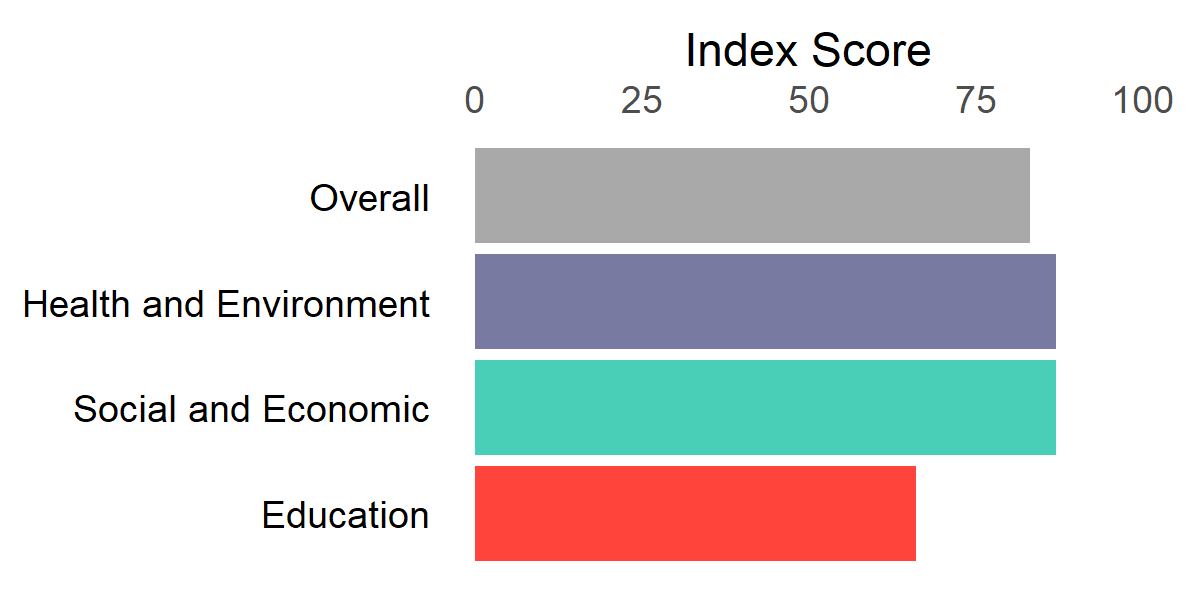 Index Score
0 25 50 75 100
Overall
Health and Environment
Social and Economic
Education